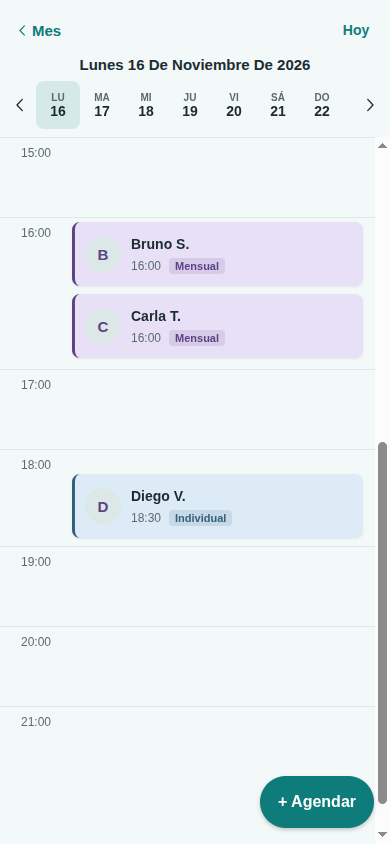 Mes
Hoy
Lunes 16 De Noviembre De 2026
LU MA MI JU VI SÁ DO
16 17 18 19 20 21 22
15:00
16:00
B
Bruno S.
16:00 Mensual
C
Carla T.
16:00 Mensual
17:00
18:00
D
Diego V.
18:30 Individual
19:00
20:00
21:00
+ Agendar